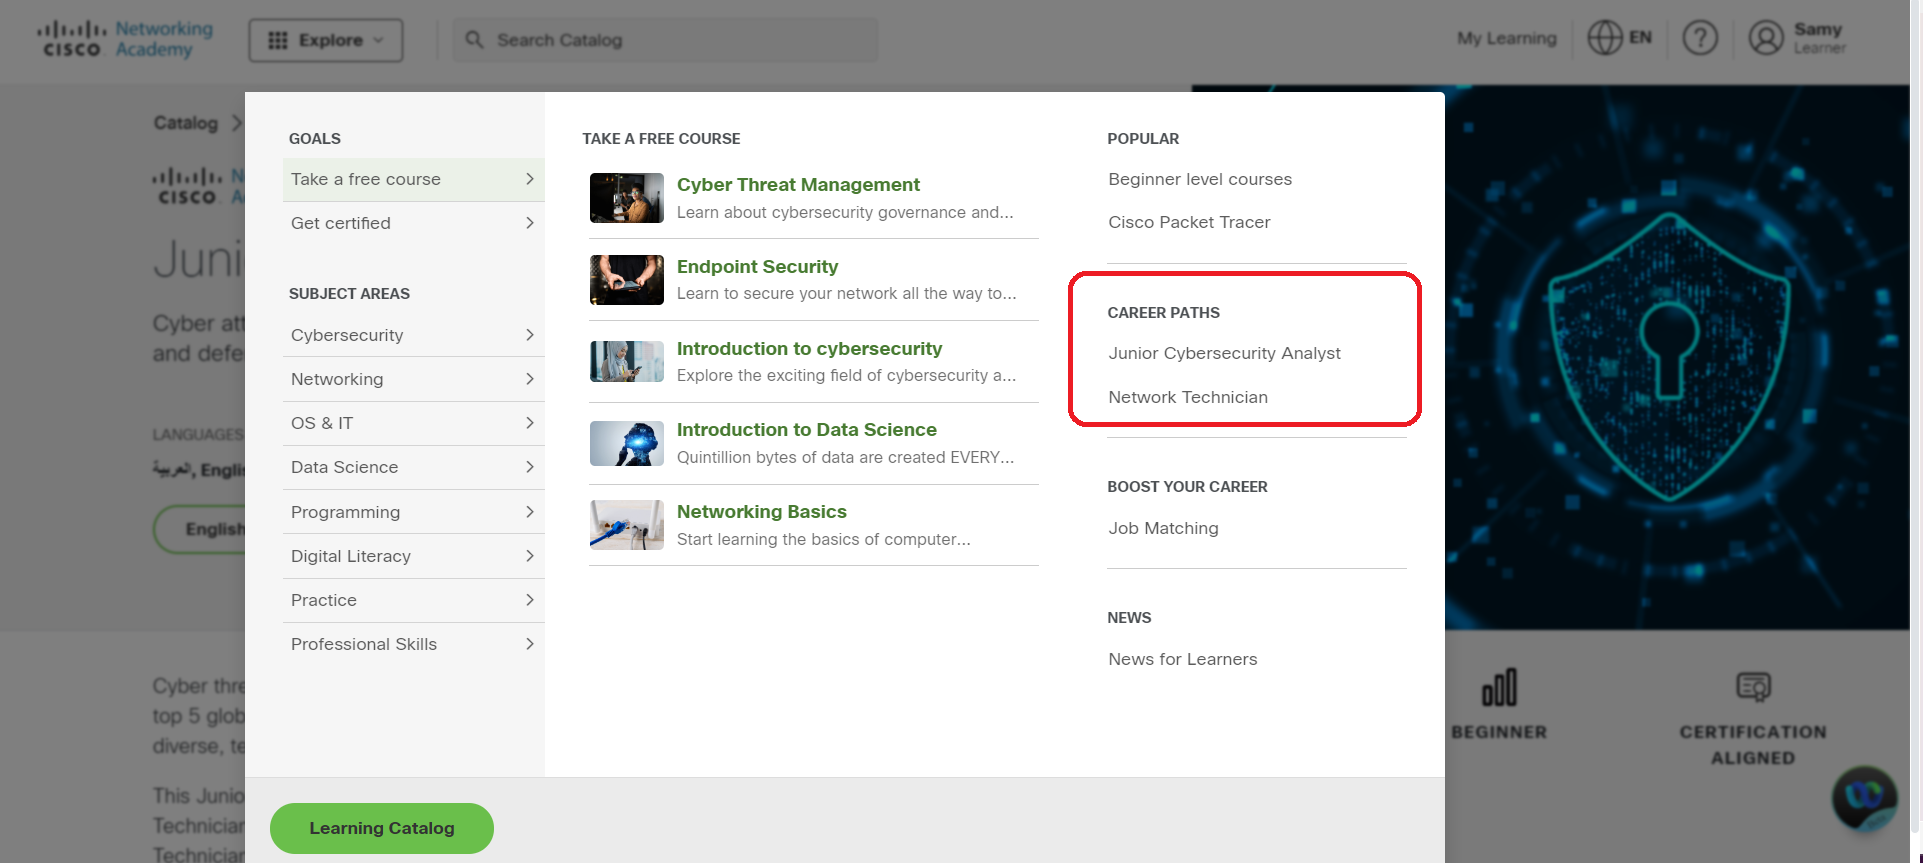 CISCO
Networking
Academy
Explore
Search Catalog
My Learning
EN
?
Samy
Learner
Catalog
CISCO
Juni
Cyber att
and defe
LANGUAGES
العربية, Englis
English
Cyber thre
top 5 glob
diverse, te
This Junio
Technician
Technician
GOALS
Take a free course
Get certified
SUBJECT AREAS
Cybersecurity
Networking
OS & IT
Data Science
Programming
Digital Literacy
Practice
Professional Skills
TAKE A FREE COURSE
Cyber Threat Management
Learn about cybersecurity governance and...
Endpoint Security
Learn to secure your network all the way to...
Introduction to cybersecurity
Explore the exciting field of cybersecurity a...
Introduction to Data Science
Quintillion bytes of data are created EVERY...
Networking Basics
Start learning the basics of computer...
POPULAR
Beginner level courses
Cisco Packet Tracer
CAREER PATHS
Junior Cybersecurity Analyst
Network Technician
BOOST YOUR CAREER
Job Matching
NEWS
News for Learners
Learning Catalog
BEGINNER
CERTIFICATION
ALIGNED